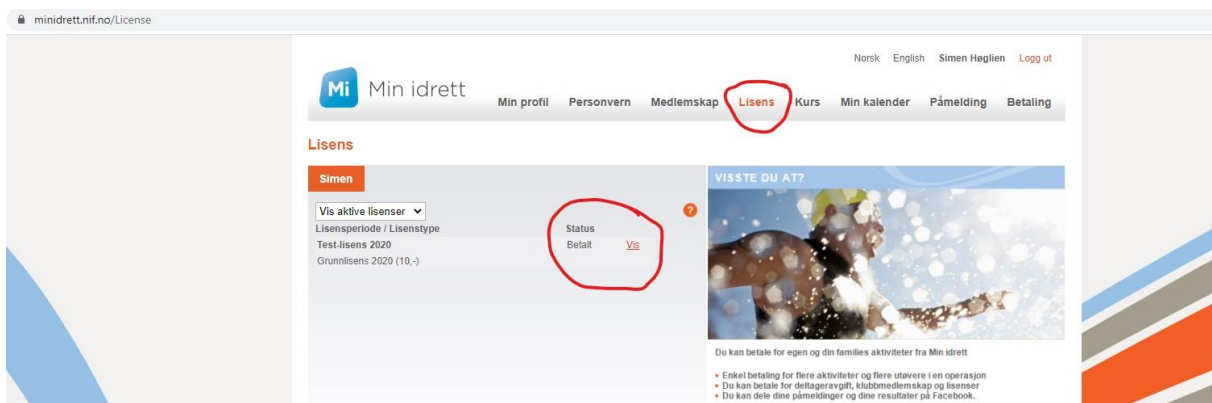 minidrett.nif.no/License
Norsk English Simen Høglien Logg ut
Mi Min idrett
Min profil Personvern Medlemskap Lisens Kurs Min kalender Påmelding Betaling
Lisens
Simen
Vis aktive lisenser
?
Lisensperiode / Lisenstype Status
Test-lisens 2020 Betalt Vis
Grunnlisens 2020 (10,-)
VISSTE DU AT?
Du kan betale for egen og din families aktiviteter fra Min idrett
• Enkel betaling for flere aktiviteter og flere utøvere i en operasjon
• Du kan betale for deltageravgift, klubbmedlemskap og lisenser
• Du kan dele dine påmeldinger og dine resultater på Facebook.